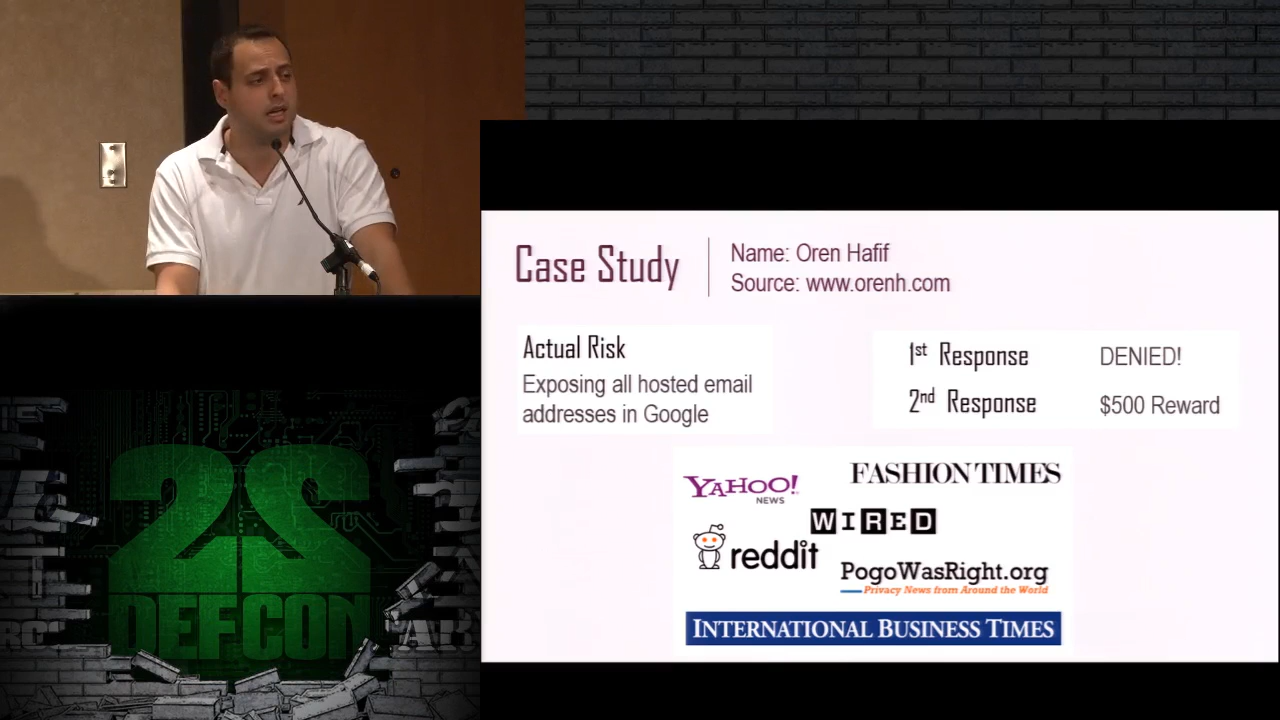 Case Study
Name: Oren Hafif
Source: www.orenh.com
Actual Risk
Exposing all hosted email
addresses in Google
1st Response DENIED!
2nd Response $500 Reward
YAHOO!
NEWS
FASHION TIMES
WIRED
reddit
PogoWasRight.org
Privacy News from Around the World
INTERNATIONAL BUSINESS TIMES
22
DEFCON